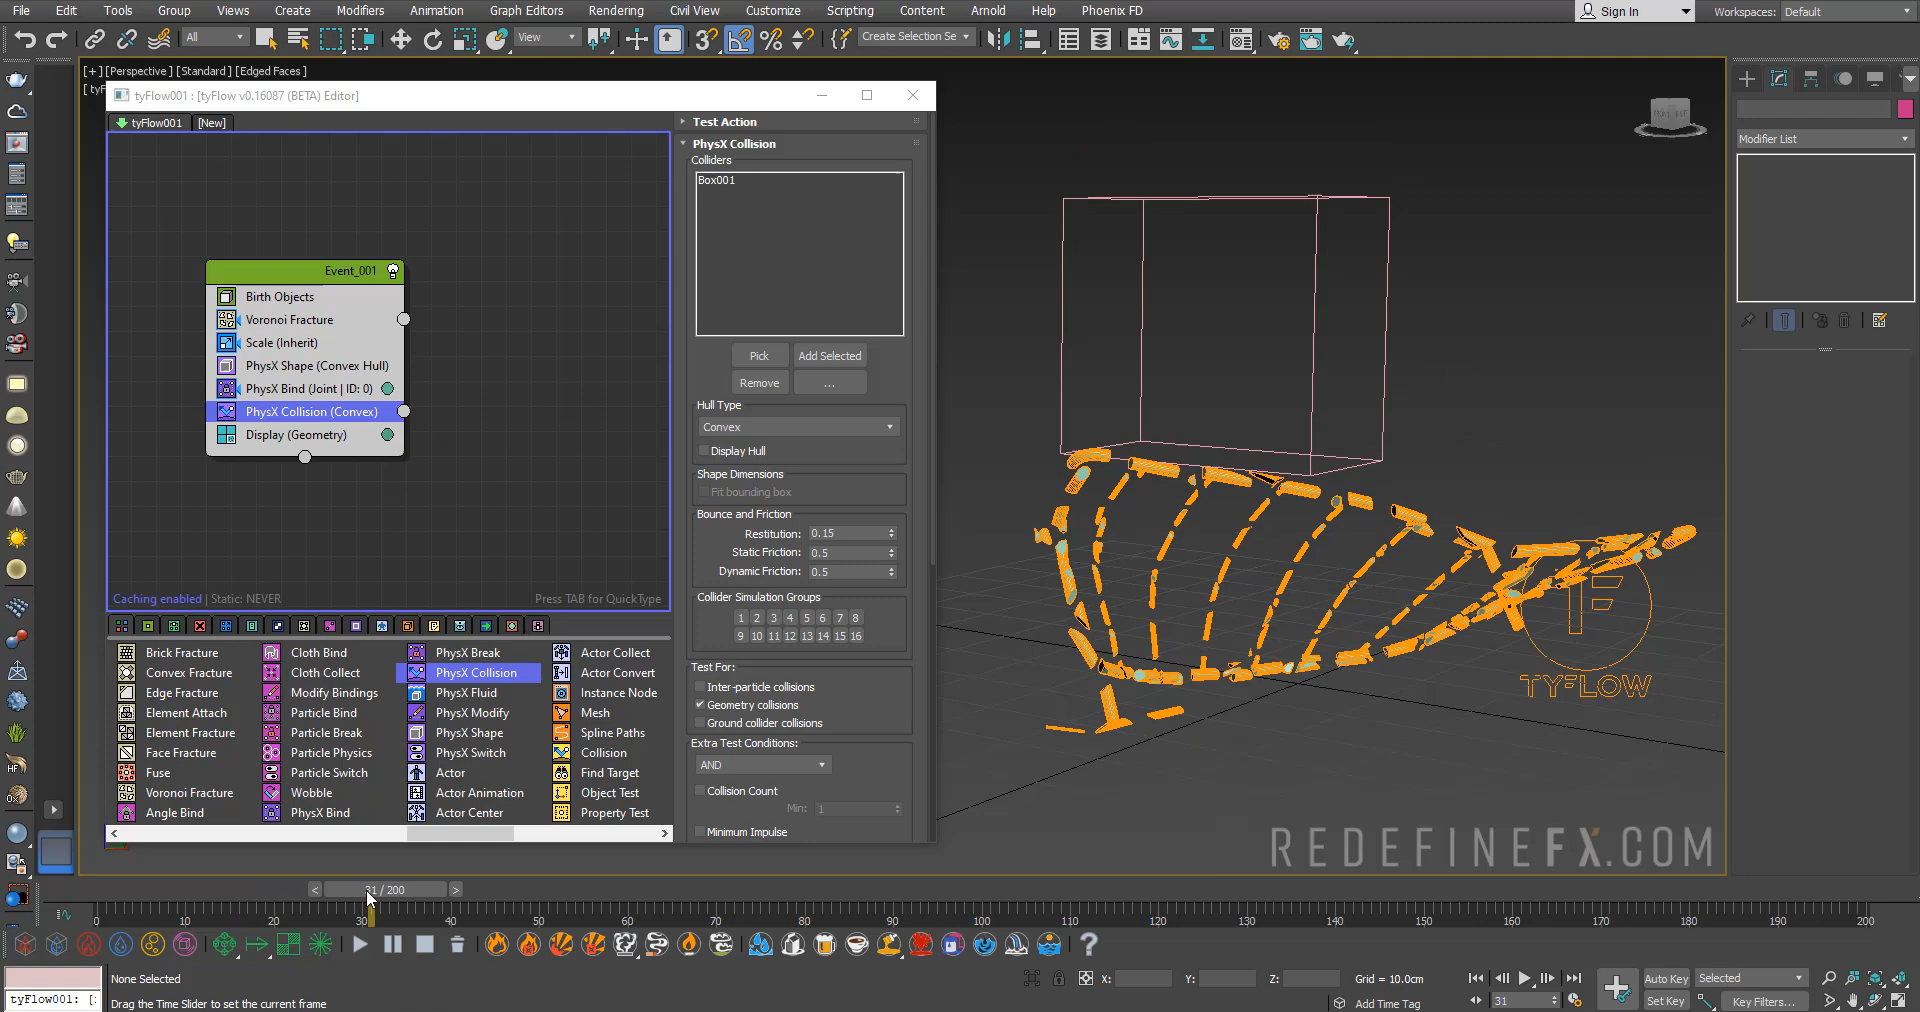 File Edit Tools Group Views Create Modifiers Animation Graph Editors Rendering Civil View Customize Scripting Content Arnold Help Phoenix FD
Sign In Workspaces: Default
All View Create Selection Se
[+] [Perspective] [Standard] [Edged Faces]
tyFlow001 : [tyFlow v0.16087 (BETA) Editor]
tyFlow001 [New]
Event_001
Birth Objects
Voronoi Fracture
Scale (Inherit)
PhysX Shape (Convex Hull)
PhysX Bind (Joint | ID: 0)
PhysX Collision (Convex)
Display (Geometry)
Caching enabled | Static: NEVER
Press TAB for QuickType
Test Action
PhysX Collision
Colliders
Box001
Pick Add Selected
Remove ...
Hull Type
Convex
Display Hull
Shape Dimensions
Fit bounding box
Bounce and Friction
Restitution: 0.15
Static Friction: 0.5
Dynamic Friction: 0.5
Collider Simulation Groups
1 2 3 4 5 6 7 8
9 10 11 12 13 14 15 16
Test For:
Inter-particle collisions
Geometry collisions
Ground collider collisions
Extra Test Conditions:
AND
Collision Count
Min: 1
Minimum Impulse
Brick Fracture Cloth Bind PhysX Break Actor Collect
Convex Fracture Cloth Collect PhysX Collision Actor Convert
Edge Fracture Modify Bindings PhysX Fluid Instance Node
Element Attach Particle Bind PhysX Modify Mesh
Element Fracture Particle Break PhysX Shape Spline Paths
Face Fracture Particle Physics PhysX Switch Collision
Fuse Particle Switch Actor Find Target
Voronoi Fracture Wobble Actor Animation Object Test
Angle Bind PhysX Bind Actor Center Property Test
TYFLOW
REDEFINEFX.COM
Modifier List
< 31 / 200 >
0 10 20 30 40 50 60 70 80 90 100 110 120 130 140 150 160 170 180 190 200
None Selected
X: Y: Z: Grid = 10.0cm
Auto Key Selected
tyFlow001: [:
Drag the Time Slider to set the current frame
Add Time Tag
31
Set Key Key Filters...